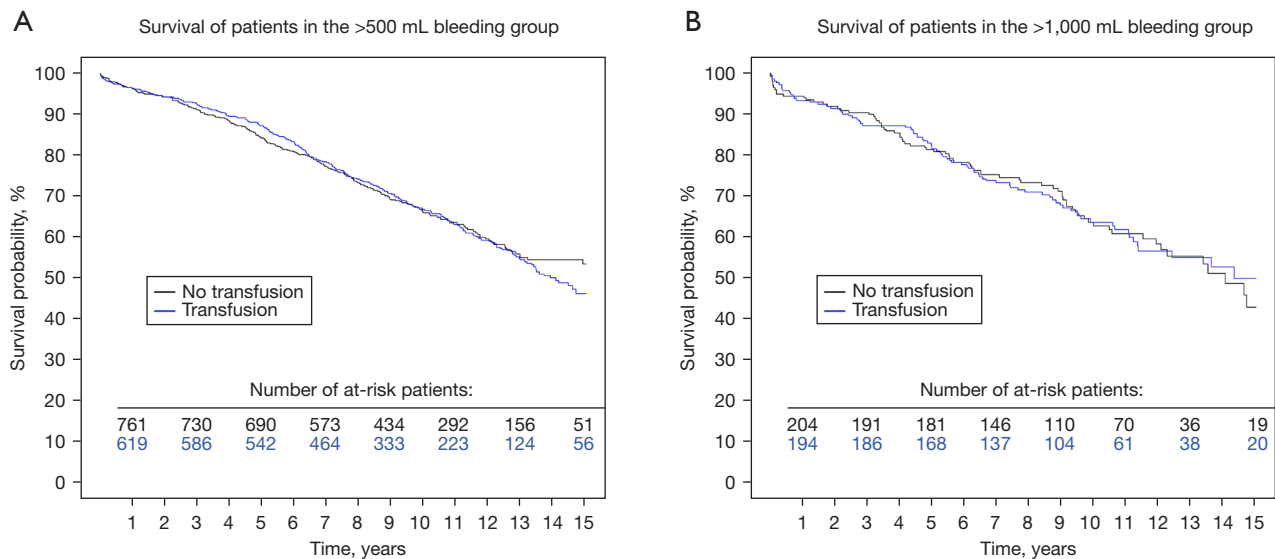 A
Survival of patients in the >500 mL bleeding group
Survival probability, %
100
90
80
70
60
50
40
30
20
10
0
No transfusion
Transfusion
Number of at-risk patients:
761 730 690 573 434 292 156 51
619 586 542 464 333 223 124 56
1 2 3 4 5 6 7 8 9 10 11 12 13 14 15
Time, years
B
Survival of patients in the >1,000 mL bleeding group
Survival probability, %
100
90
80
70
60
50
40
30
20
10
0
No transfusion
Transfusion
Number of at-risk patients:
204 191 181 146 110 70 36 19
194 186 168 137 104 61 38 20
1 2 3 4 5 6 7 8 9 10 11 12 13 14 15
Time, years